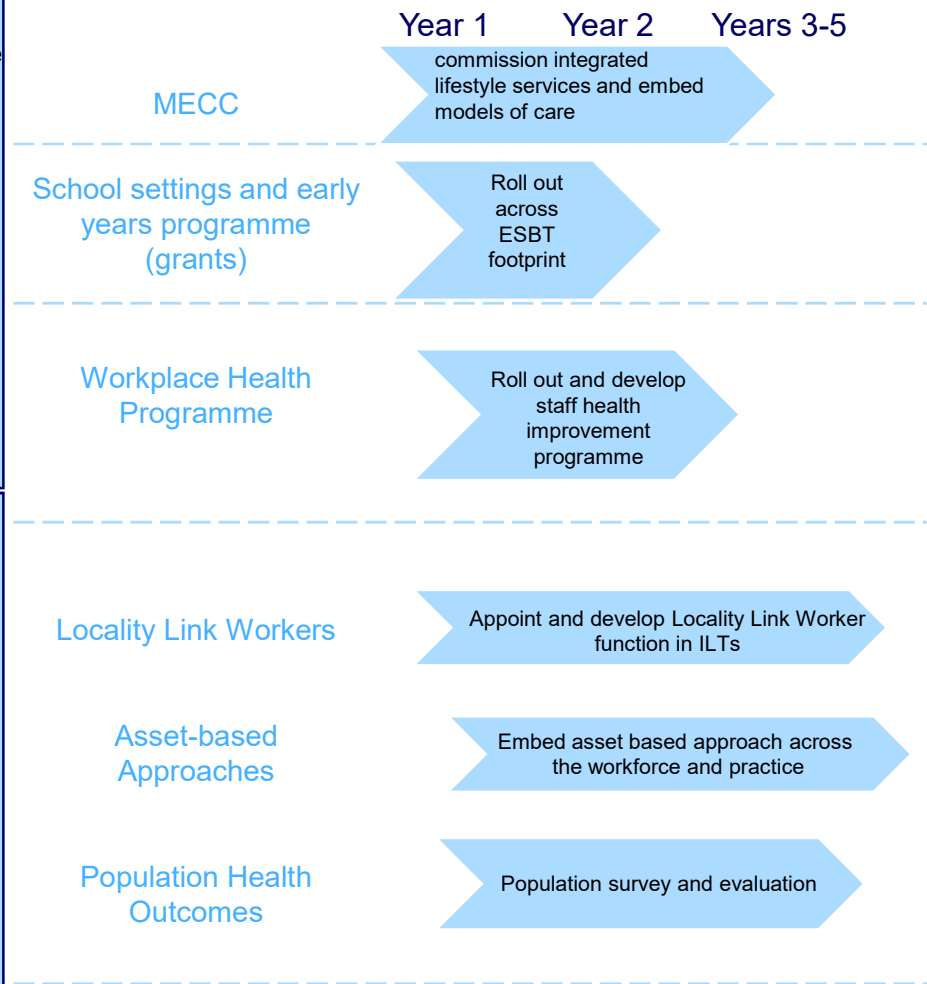 Year 1 Year 2 Years 3-5
MECC
commission integrated
lifestyle services and embed
models of care
School settings and early
years programme
(grants)
Roll out
across
ESBT
footprint
Workplace Health
Programme
Roll out and develop
staff health
improvement
programme
Locality Link Workers
Appoint and develop Locality Link Worker
function in ILTs
Asset-based
Approaches
Embed asset based approach across
the workforce and practice
Population Health
Outcomes
Population survey and evaluation